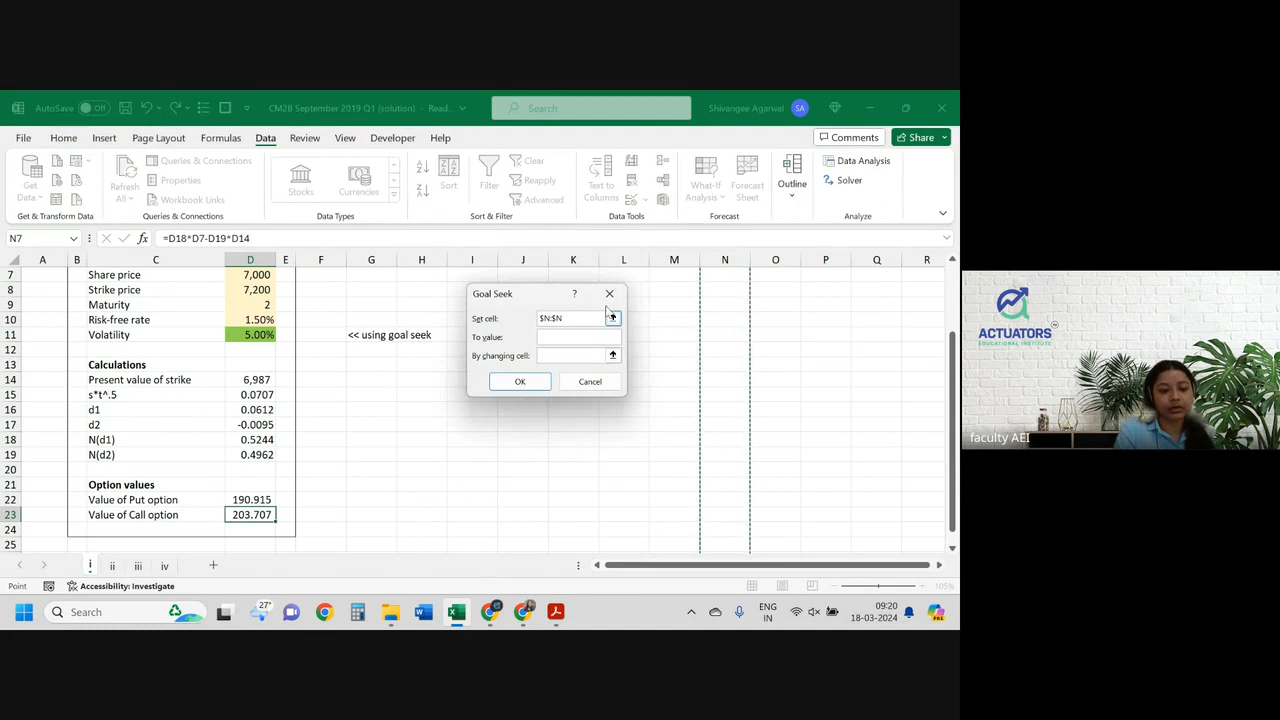 AutoSave Off CM2B September 2019 Q1 (solution) – Read... Search Shivangee Agarwal SA
File Home Insert Page Layout Formulas Data Review View Developer Help Comments Share
Get Data Refresh All Queries & Connections Properties Workbook Links Stocks Currencies Sort Filter Clear Reapply Advanced Text to Columns What-If Analysis Forecast Sheet Outline Data Analysis Solver
Get & Transform Data Queries & Connections Data Types Sort & Filter Data Tools Forecast Analyze
N7 fx =D18*D7-D19*D14
A B C D E F G H I J K L M N O P Q R
7 Share price 7,000
8 Strike price 7,200
9 Maturity 2
10 Risk-free rate 1.50%
11 Volatility 5.00% << using goal seek
12
13 Calculations
14 Present value of strike 6,987
15 s*t^.5 0.0707
16 d1 0.0612
17 d2 -0.0095
18 N(d1) 0.5244
19 N(d2) 0.4962
20
21 Option values
22 Value of Put option 190.915
23 Value of Call option 203.707
24
25
Goal Seek ? ×
Set cell: $N:$N
To value:
By changing cell:
OK Cancel
i ii iii iv +
Point Accessibility: Investigate 105%
Search 27° ENG IN 09:20 18-03-2024
ACTUATORS
EDUCATIONAL INSTITUTE
TM
faculty AEI